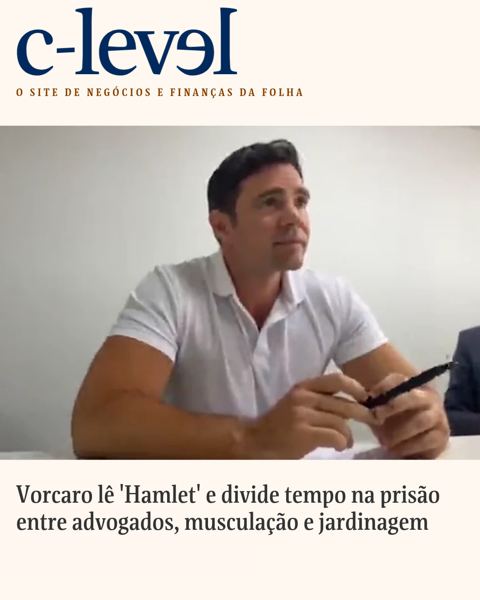 c-level
O SITE DE NEGÓCIOS E FINANÇAS DA FOLHA
Vorcaro lê 'Hamlet' e divide tempo na prisão
entre advogados, musculação e jardinagem